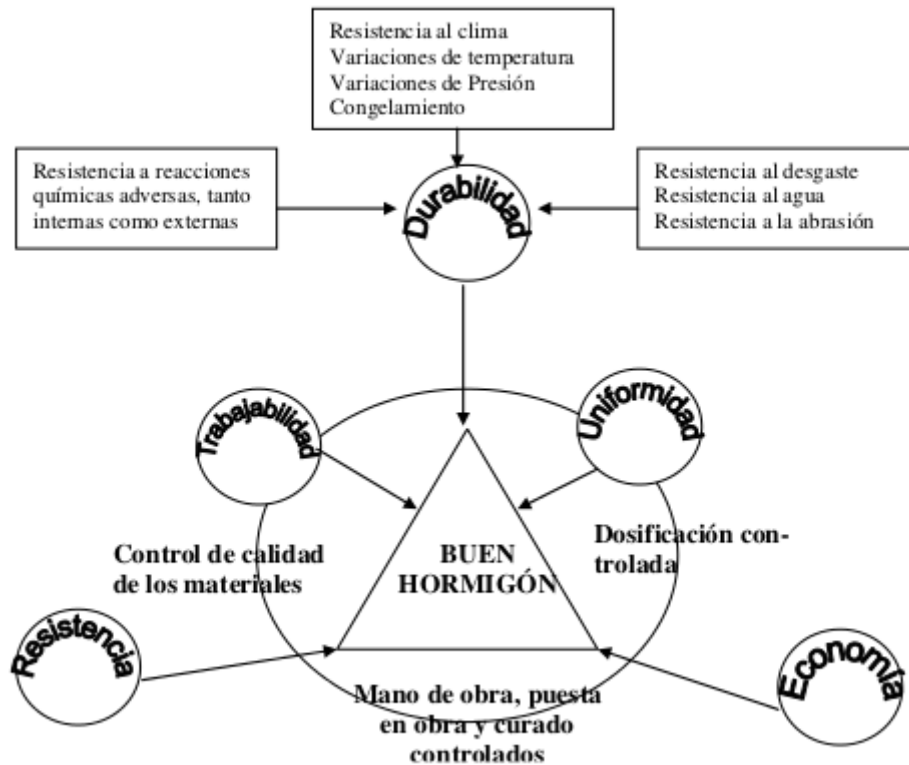 Resistencia al clima
Variaciones de temperatura
Variaciones de Presión
Congelamiento
Resistencia a reacciones
químicas adversas, tanto
internas como externas
Durabilidad
Resistencia al desgaste
Resistencia al agua
Resistencia a la abrasión
Trabajabilidad
Uniformidad
Control de calidad
de los materiales
BUEN
HORMIGÓN
Dosificación con-
trolada
Resistencia
Economía
Mano de obra, puesta
en obra y curado
controlados